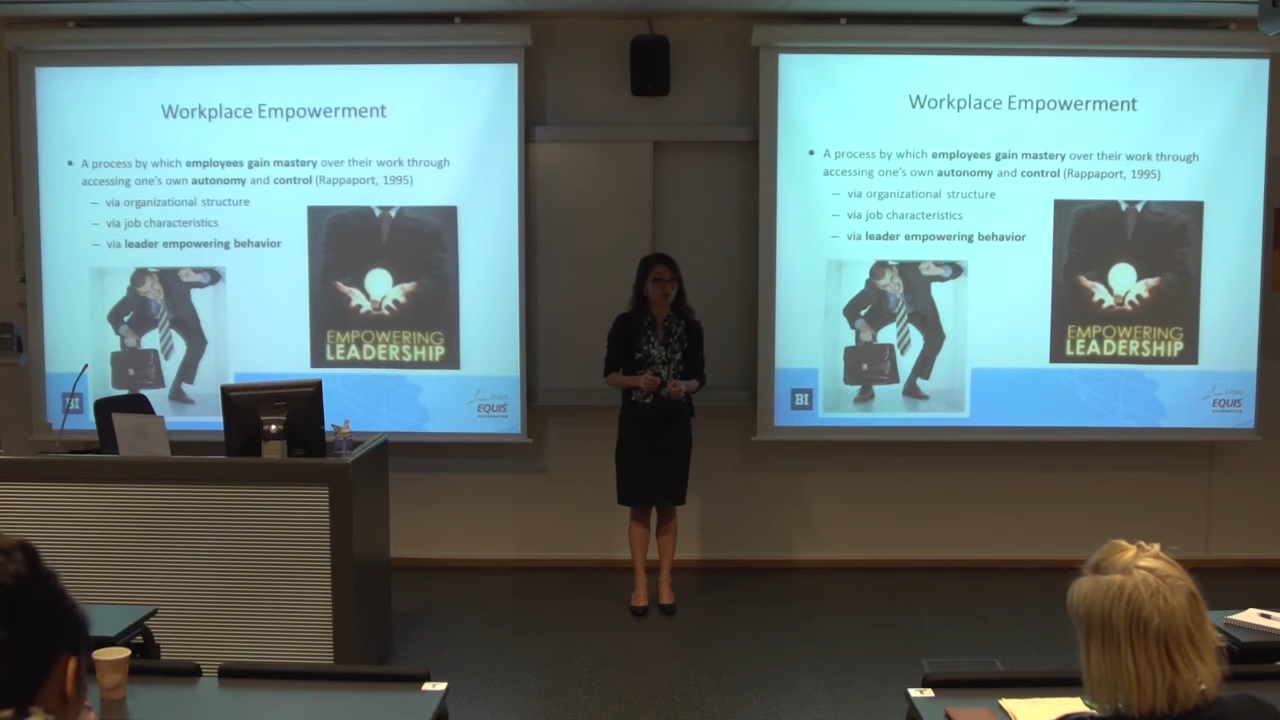 Workplace Empowerment
• A process by which employees gain mastery over their work through
accessing one's own autonomy and control (Rappaport, 1995)
– via organizational structure
– via job characteristics
– via leader empowering behavior
EMPOWERING
LEADERSHIP
BI
EQUIS
Workplace Empowerment
• A process by which employees gain mastery over their work through
accessing one's own autonomy and control (Rappaport, 1995)
– via organizational structure
– via job characteristics
– via leader empowering behavior
EMPOWERING
LEADERSHIP
BI
EQUIS